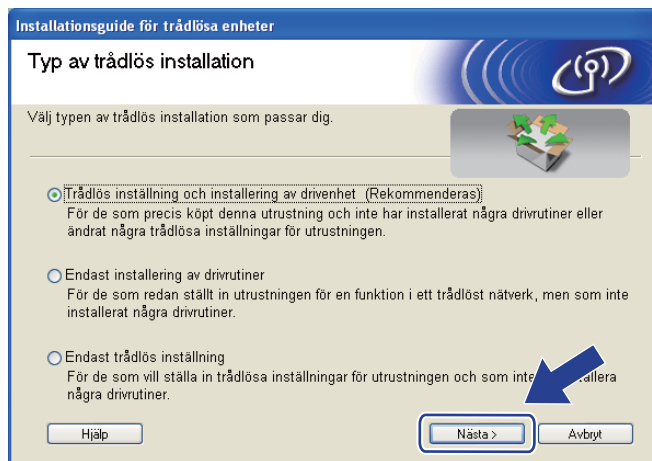 Installationsguide för trådlösa enheter
Typ av trådlös installation
Välj typen av trådlös installation som passar dig.
Trådlös inställning och installering av drivenhet (Rekommenderas)
För de som precis köpt denna utrustning och inte har installerat några drivrutiner eller
ändrat några trådlösa inställningar för utrustningen.
Endast installering av drivrutiner
För de som redan ställt in utrustningen för en funktion i ett trådlöst nätverk, men som inte
installerat några drivrutiner.
Endast trådlös inställning
För de som vill ställa in trådlösa inställningar för utrustningen och som
några drivrutiner.
Hjälp
Nästa >
Avbryt